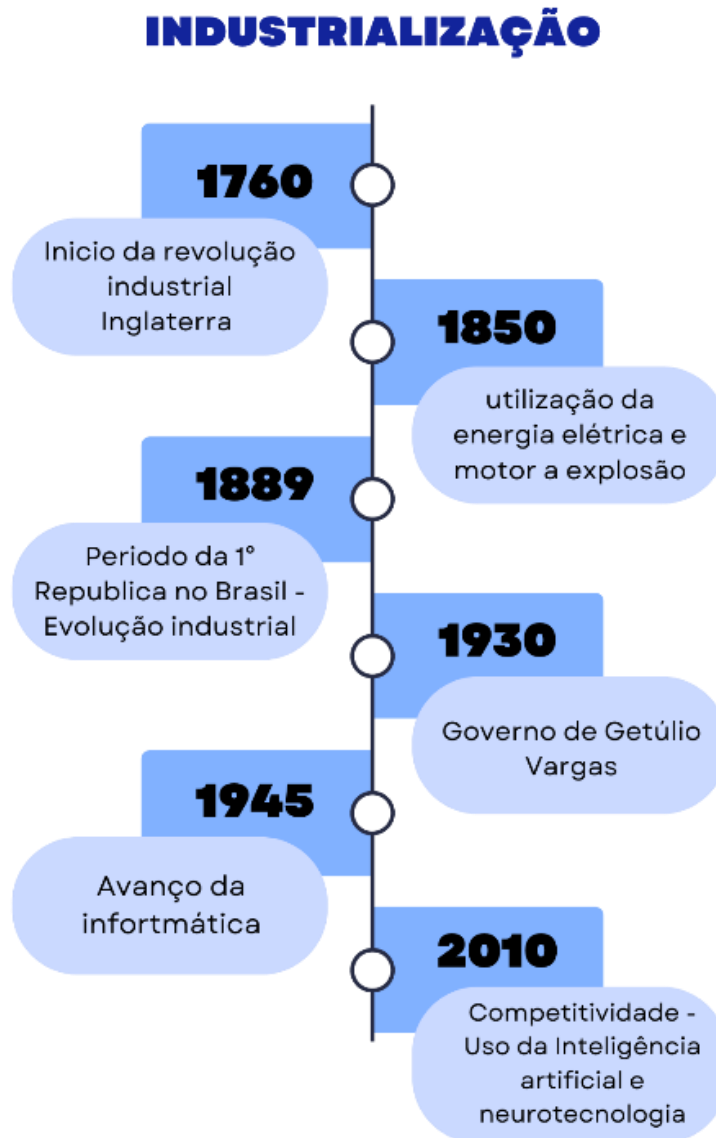 INDUSTRIALIZAÇÃO
1760
Inicio da revolução
industrial
Inglaterra
1850
utilização da
energia elétrica e
motor a explosão
1889
Periodo da 1°
Republica no Brasil -
Evolução industrial
1930
Governo de Getúlio
Vargas
1945
Avanço da
infortmática
2010
Competitividade -
Uso da Inteligência
artificial e
neurotecnologia